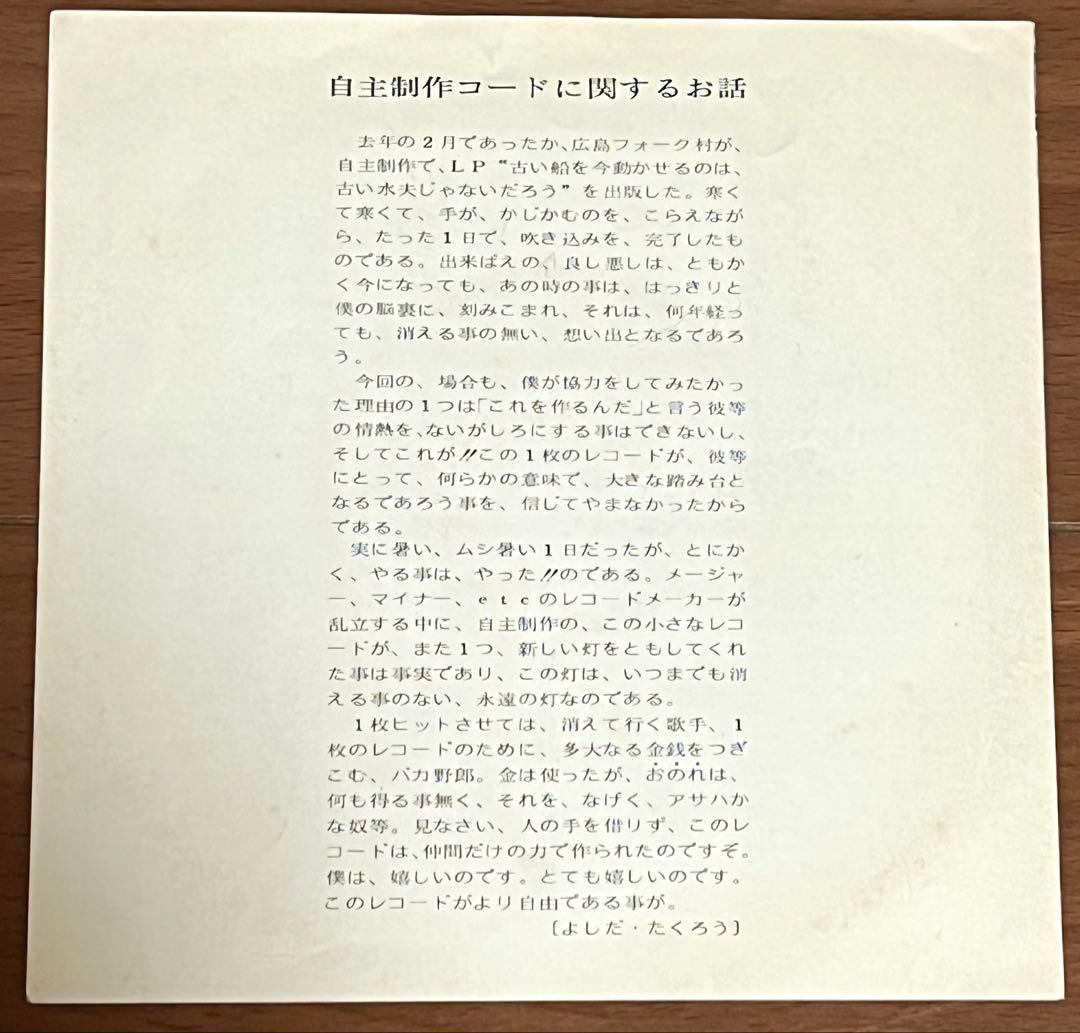 自主制作コードに関するお話
去年の2月であったか、広島フォーク村が、
自主制作で、LP“古い船を今動かせるのは、
古い水夫じゃないだろう”を出版した。寒く
て寒くて、手が、かじかむのを、こらえなが
ら、たった1日で、吹き込みを、完了したも
のである。出来ばえの、良し悪しは、ともか
く今になっても、あの時の事は、はっきりと
僕の脳裏に、刻みこまれ、それは、何年経っ
ても、消える事の無い、想い出となるであろ
う。
今回の、場合も、僕が協力をしてみたかっ
た理由の1つは「これを作るんだ」と言う彼等
の情熱を、ないがしろにする事はできないし、
そしてこれが!!この1枚のレコードが、彼等
にとって、何らかの意味で、大きな踏み台と
なるであろう事を、信じてやまなかったから
である。
実に暑い、ムシ暑い1日だったが、とにか
く、やる事は、やった!!のである。メージャ
ー、マイナー、etcのレコードメーカーが
乱立する中に、自主制作の、この小さなレコ
ードが、また1つ、新しい灯をともしてくれ
た事は事実であり、この灯は、いつまでも消
える事のない、永遠の灯なのである。
1枚ヒットさせては、消えて行く歌手、1
枚のレコードのために、多大なる金銭をつぎ
こむ、バカ野郎。金は使ったが、おのれは、
何も得る事無く、それを、なげく、アサハか
な奴等。見なさい、人の手を借りず、このレ
コードは、仲間だけの力で作られたのですぞ。
僕は、嬉しいのです。とても嬉しいのです。
このレコードがより自由である事が。
〔よしだ・たくろう〕